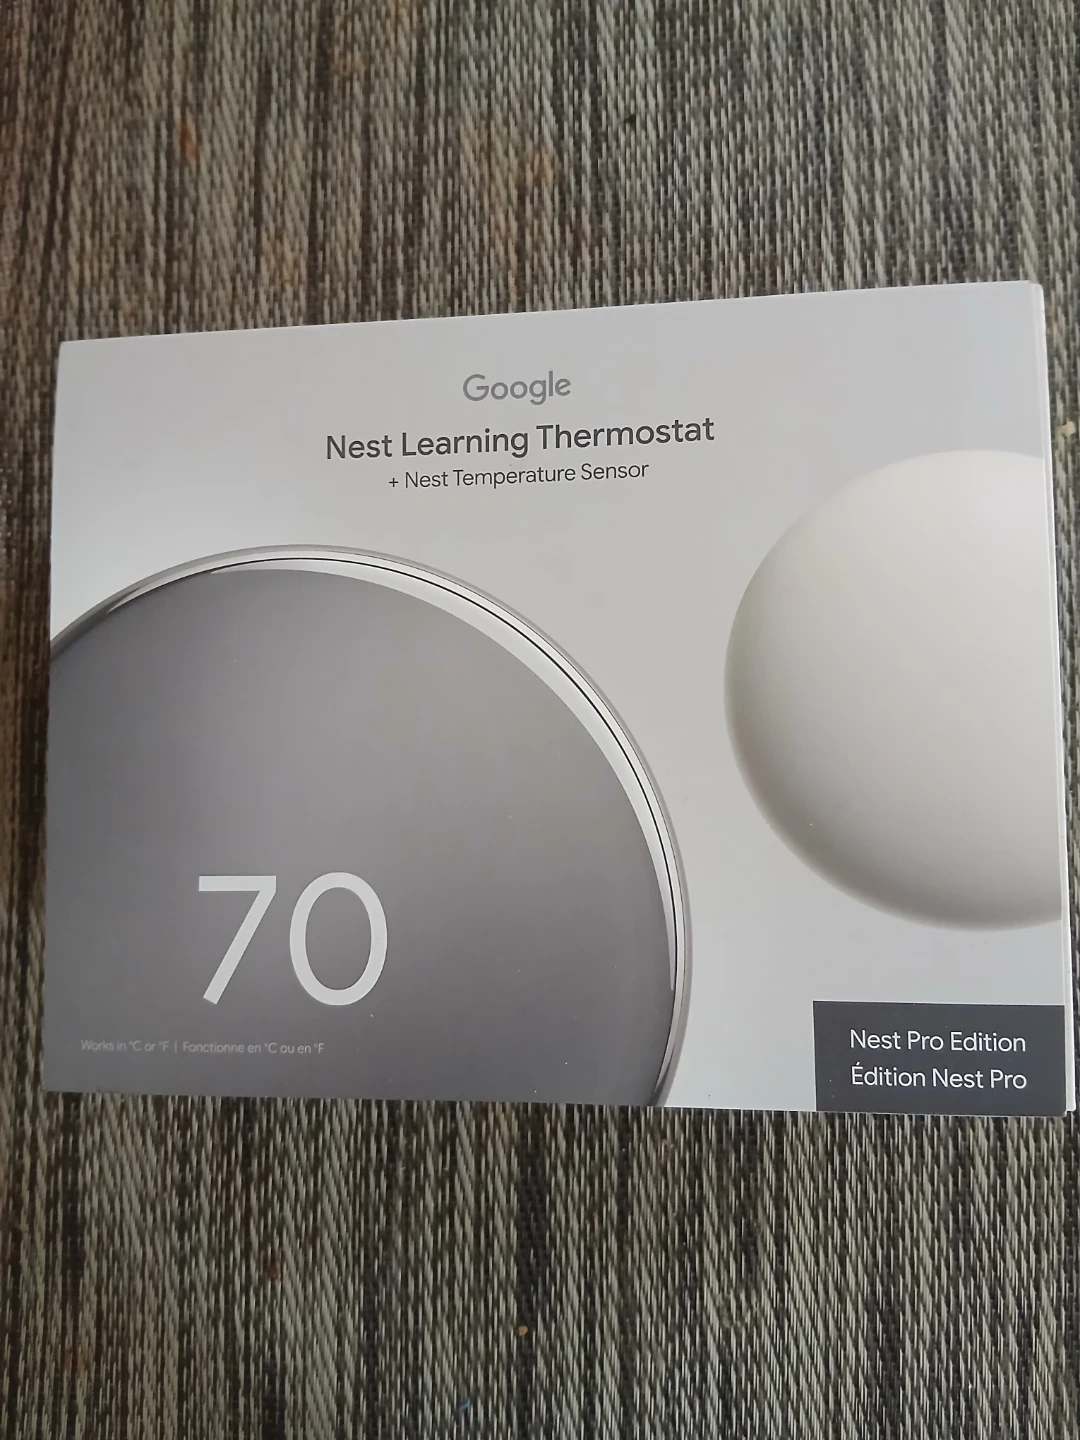 Google
Nest Learning Thermostat
+ Nest Temperature Sensor
70
Works in °C or °F | Fonctionne en °C ou en °F
Nest Pro Edition
Édition Nest Pro